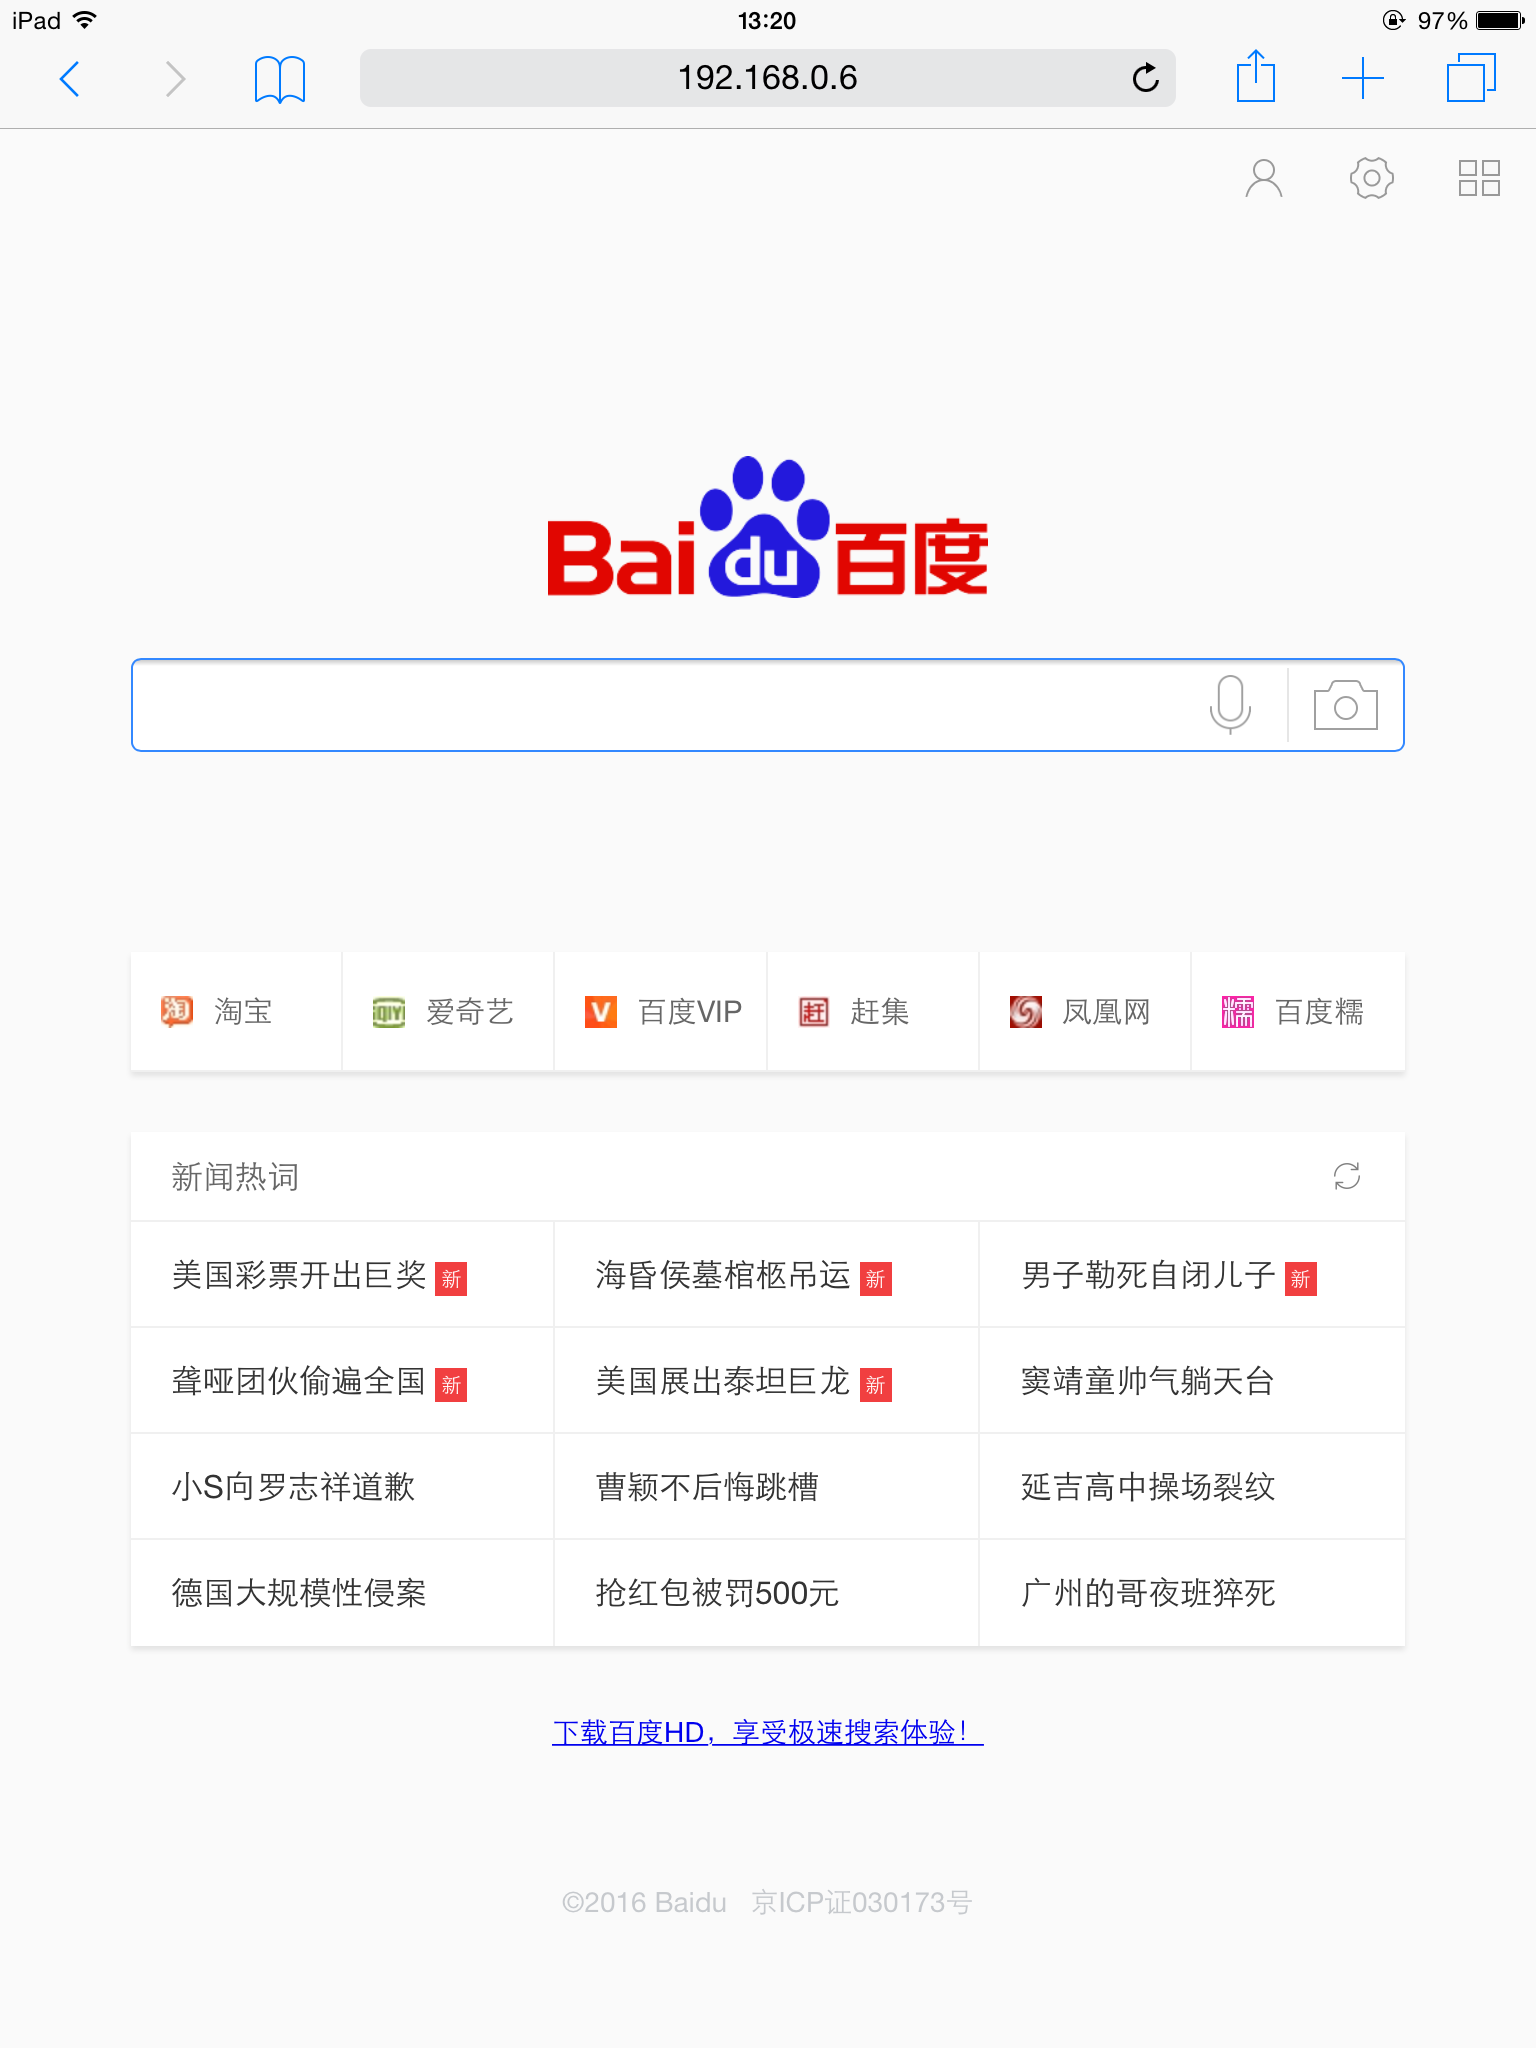 iPad 13:20 97%
192.168.0.6
Bai du 百度
淘 淘宝 QIY 爱奇艺 V 百度VIP 赶 赶集 凤凰网 糯 百度糯
新闻热词
美国彩票开出巨奖 新 海昏侯墓棺柩吊运 新 男子勒死自闭儿子 新
聋哑团伙偷遍全国 新 美国展出泰坦巨龙 新 窦靖童帅气躺天台
小S向罗志祥道歉 曹颖不后悔跳槽 延吉高中操场裂纹
德国大规模性侵案 抢红包被罚500元 广州的哥夜班猝死
下载百度HD，享受极速搜索体验！
©2016 Baidu 京ICP证030173号